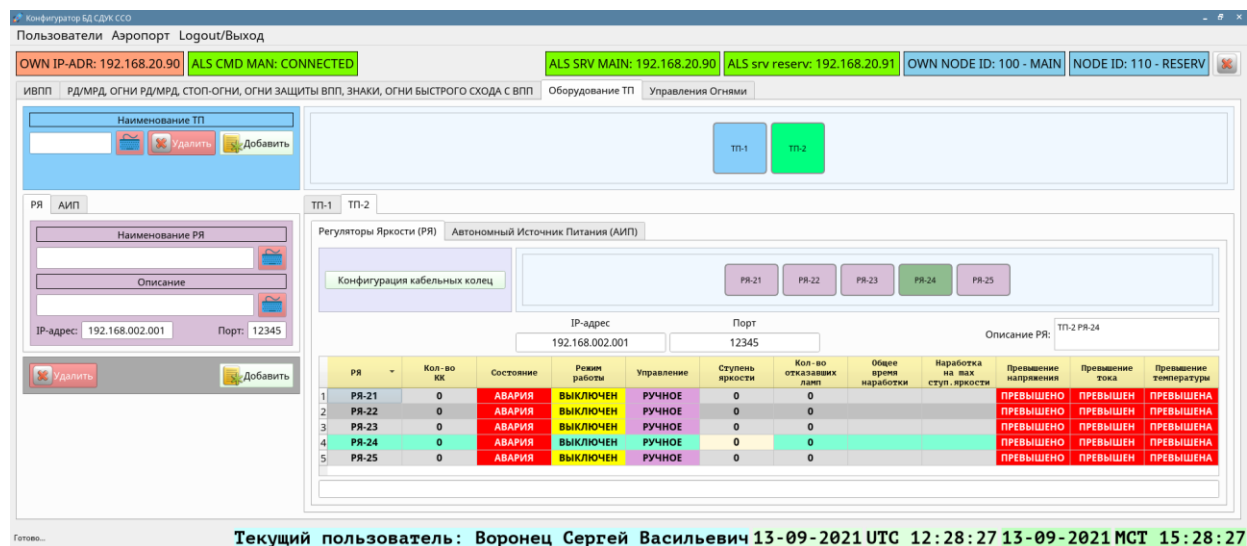 Конфигуратор БД СДУК ССО
Пользователи Аэропорт Logout/Выход
OWN IP-ADR: 192.168.20.90 ALS CMD MAN: CONNECTED ALS SRV MAIN: 192.168.20.90 ALS srv reserv: 192.168.20.91 OWN NODE ID: 100 - MAIN NODE ID: 110 - RESERV
ИВПП РД/МРД, ОГНИ РД/МРД, СТОП-ОГНИ, ОГНИ ЗАЩИТЫ ВПП, ЗНАКИ, ОГНИ БЫСТРОГО СХОДА С ВПП Оборудование ТП Управления Огнями
Наименование ТП
Удалить Добавить
ТП-1 ТП-2
РЯ АИП
Наименование РЯ
Описание
IP-адрес: 192.168.002.001 Порт: 12345
Удалить Добавить
ТП-1 ТП-2
Регуляторы Яркости (РЯ) Автономный Источник Питания (АИП)
Конфигурация кабельных колец
РЯ-21 РЯ-22 РЯ-23 РЯ-24 РЯ-25
IP-адрес Порт
192.168.002.001 12345
Описание РЯ: ТП-2 РЯ-24
РЯ Кол-во КК Состояние Режим работы Управление Ступень яркости Кол-во отказавших ламп Общее время наработки Наработка на max ступ.яркости Превышение напряжения Превышение тока Превышение температуры
1 РЯ-21 0 АВАРИЯ ВЫКЛЮЧЕН РУЧНОЕ 0 0 ПРЕВЫШЕНО ПРЕВЫШЕН ПРЕВЫШЕНА
2 РЯ-22 0 АВАРИЯ ВЫКЛЮЧЕН РУЧНОЕ 0 0 ПРЕВЫШЕНО ПРЕВЫШЕН ПРЕВЫШЕНА
3 РЯ-23 0 АВАРИЯ ВЫКЛЮЧЕН РУЧНОЕ 0 0 ПРЕВЫШЕНО ПРЕВЫШЕН ПРЕВЫШЕНА
4 РЯ-24 0 АВАРИЯ ВЫКЛЮЧЕН РУЧНОЕ 0 0 ПРЕВЫШЕНО ПРЕВЫШЕН ПРЕВЫШЕНА
5 РЯ-25 0 АВАРИЯ ВЫКЛЮЧЕН РУЧНОЕ 0 0 ПРЕВЫШЕНО ПРЕВЫШЕН ПРЕВЫШЕНА
Готово... Текущий пользователь: Воронец Сергей Васильевич 13-09-2021 UTC 12:28:27 13-09-2021 МСТ 15:28:27